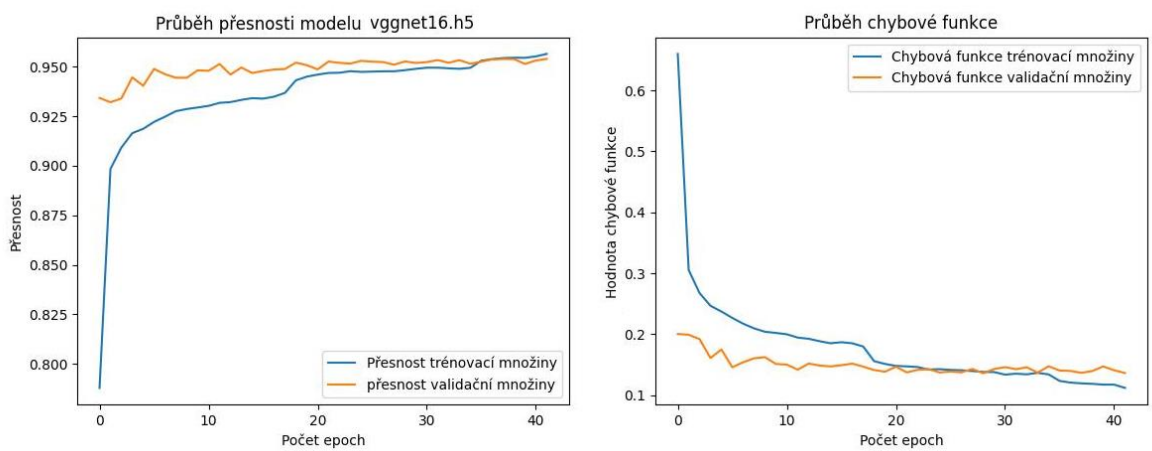 Průběh přesnosti modelu vggnet16.h5
Přesnost
0.950
0.925
0.900
0.875
0.850
0.825
0.800
Přesnost trénovací množiny
přesnost validační množiny
0
10
20
30
40
Počet epoch
Průběh chybové funkce
Hodnota chybové funkce
Chybová funkce trénovací množiny
Chybová funkce validační množiny
0.6
0.5
0.4
0.3
0.2
0.1
0
10
20
30
40
Počet epoch